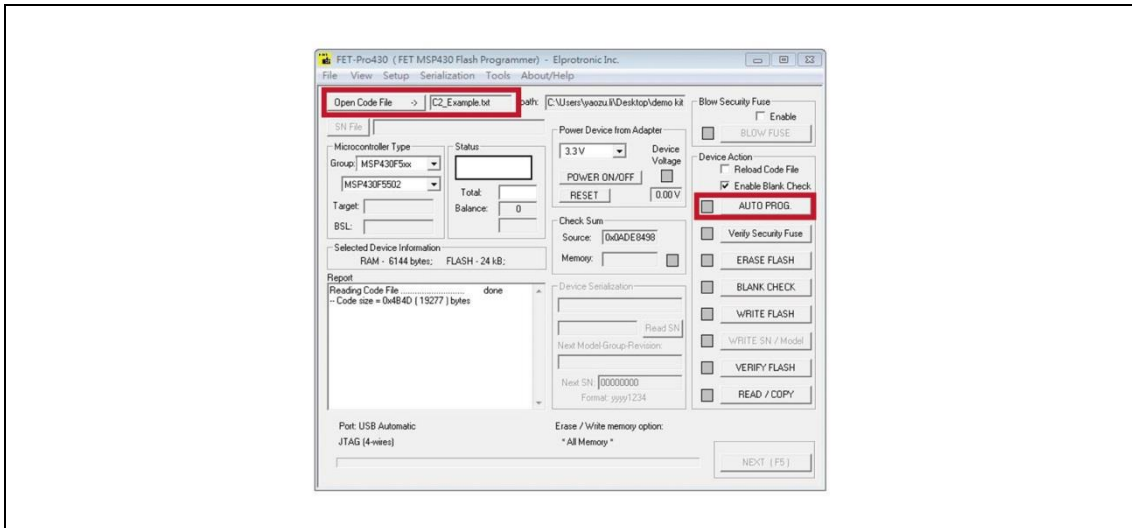 FET-Pro430 ( FET MSP430 Flash Programmer) - Elprotronic Inc.
File View Setup Serialization Tools About/Help
Open Code File -> C2_Example.txt path: C:\Users\yaozu.li\Desktop\demo kit
SN File
Microcontroller Type
Group: MSP430F5xx
MSP430F5502
Target:
BSL:
Status
Total:
Balance: 0
Selected Device Information
RAM - 6144 bytes; FLASH - 24 kB;
Report
Reading Code File ............................ done
-- Code size = 0x4B4D ( 19277 ) bytes
Power Device from Adapter
3.3 V
Device
Voltage
POWER ON/OFF
RESET 0.00 V
Check Sum
Source: 0x0ADE8498
Memory:
Device Serialization
Read SN
Next Model-Group-Revision:
Next SN: 00000000
Format: yyyy1234
Blow Security Fuse
Enable
BLOW FUSE
Device Action
Reload Code File
Enable Blank Check
AUTO PROG.
Verify Security Fuse
ERASE FLASH
BLANK CHECK
WRITE FLASH
WRITE SN / Model
VERIFY FLASH
READ / COPY
Port: USB Automatic
JTAG (4-wires)
Erase / Write memory option:
* All Memory *
NEXT ( F5 )